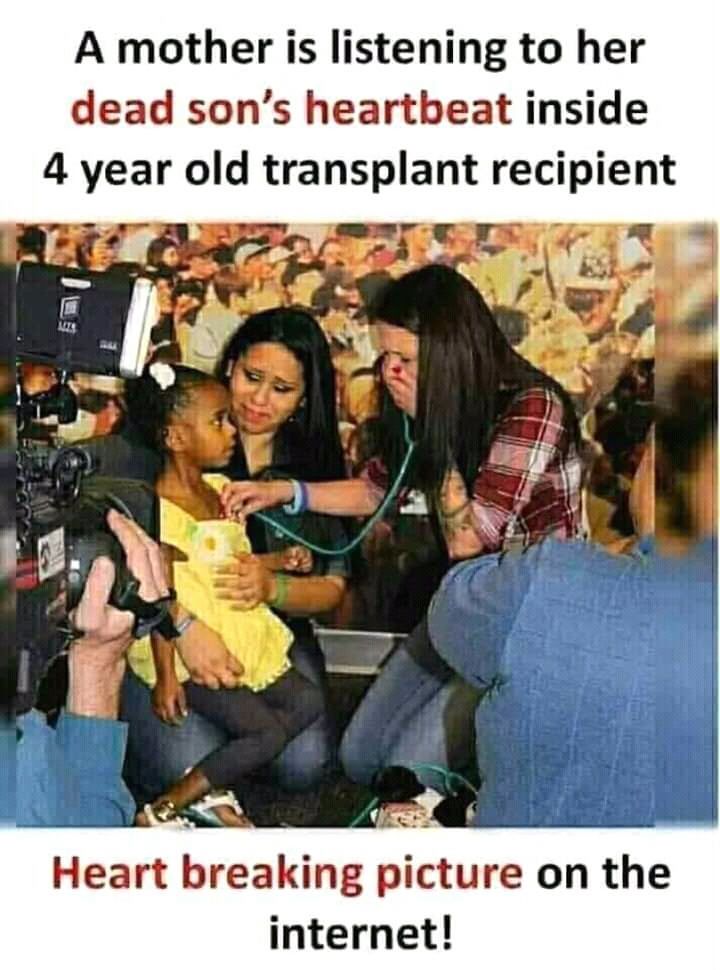 A mother is listening to her
dead son's heartbeat inside
4 year old transplant recipient
Heart breaking picture on the
internet!